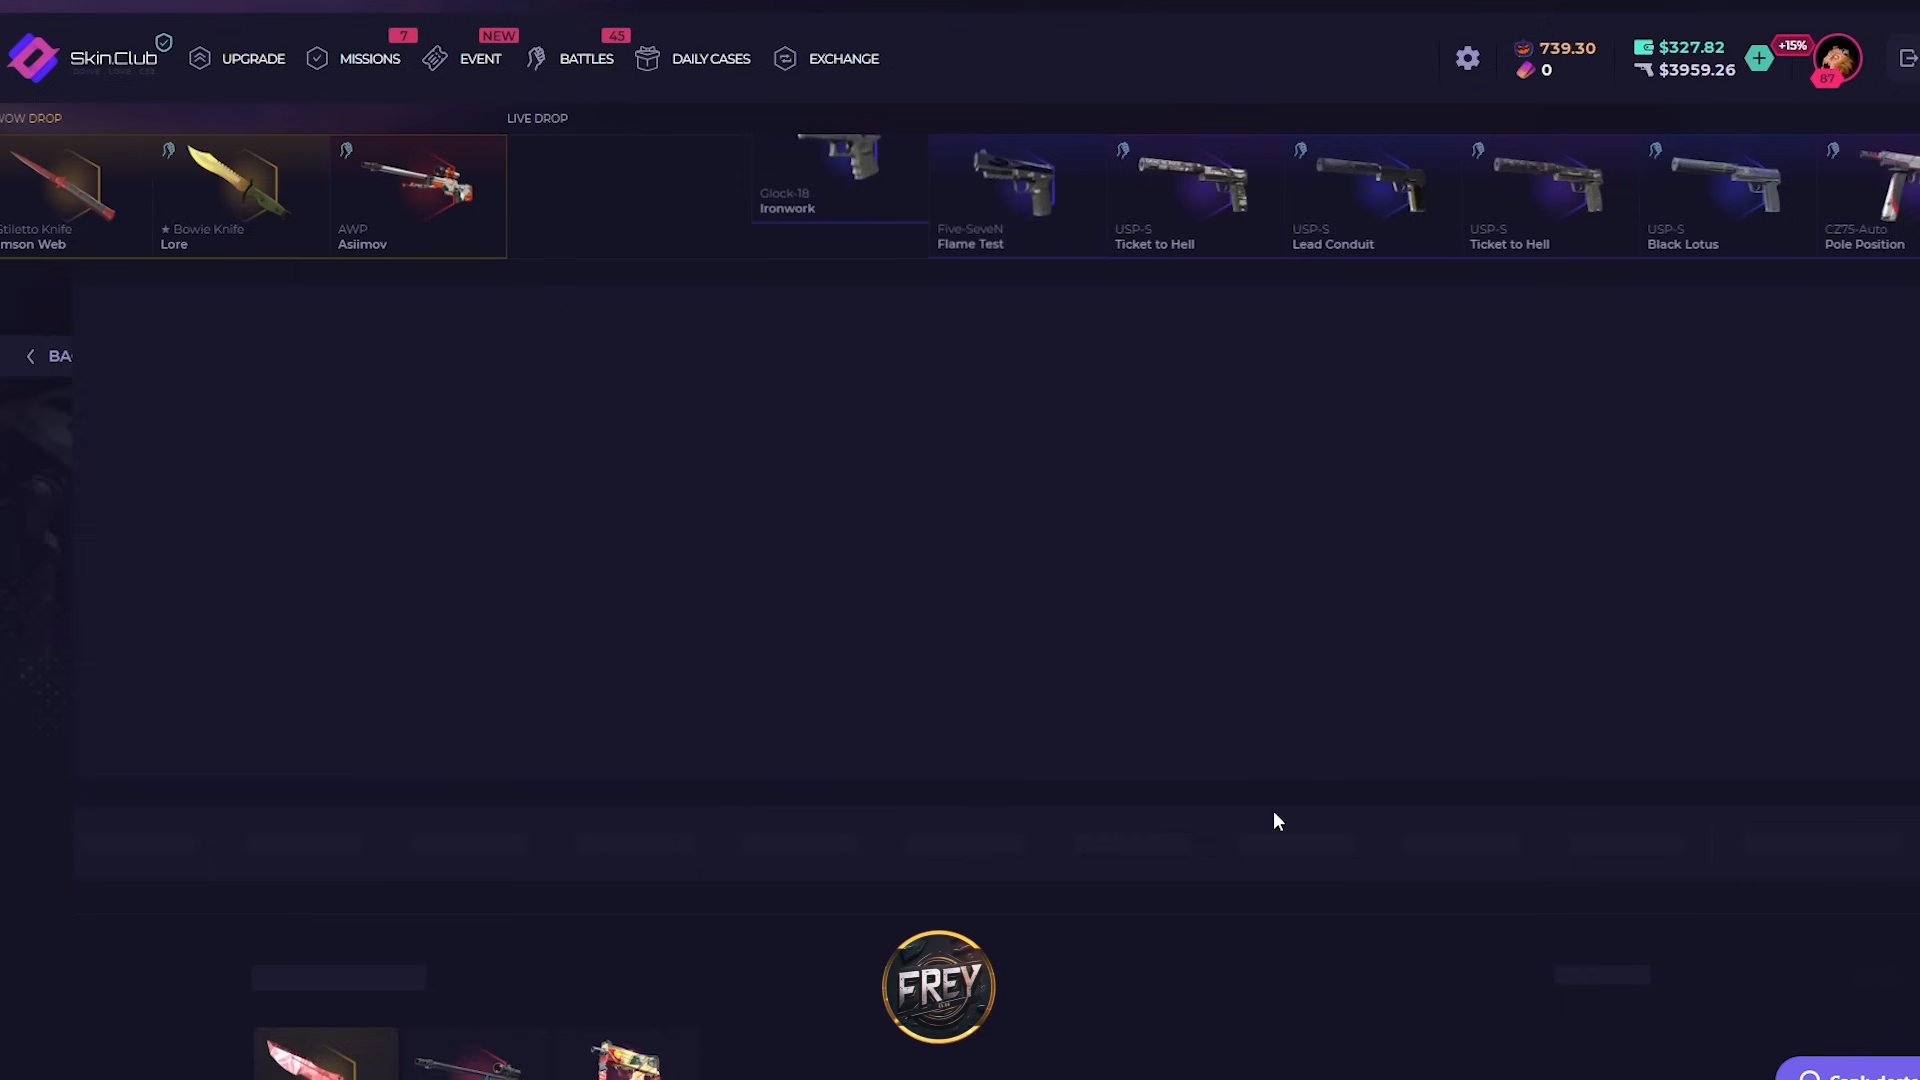 7
NEW
45
Skin.Club
UPGRADE
MISSIONS
EVENT
BATTLES
DAILY CASES
EXCHANGE
739.30
0
$327.82
$3959.26
+15%
87
WOW DROP
LIVE DROP
Stiletto Knife
mson Web
★ Bowie Knife
Lore
AWP
Asiimov
Glock-18
Ironwork
Five-SeveN
Flame Test
USP-S
Ticket to Hell
USP-S
Lead Conduit
USP-S
Ticket to Hell
USP-S
Black Lotus
CZ75-Auto
Pole Position
BA
FREY